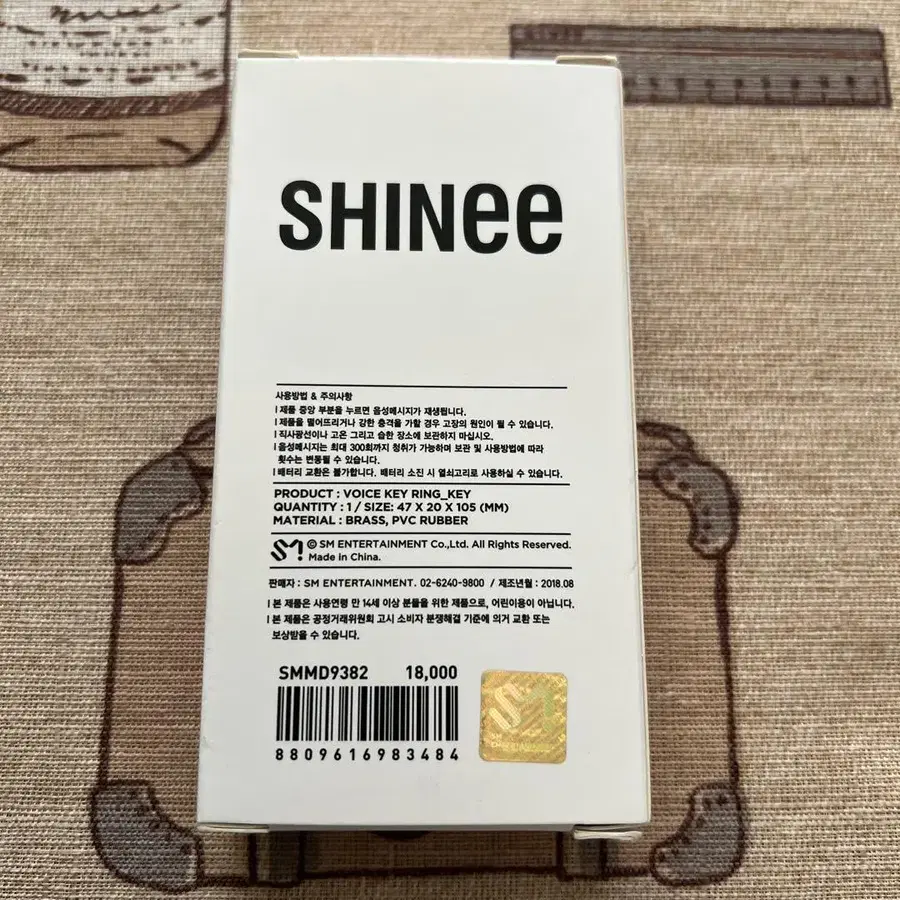 SHINee
사용방법 & 주의사항
| 제품 중앙 부분을 누르면 음성메시지가 재생됩니다.
| 제품을 떨어뜨리거나 강한 충격을 가할 경우 고장의 원인이 될 수 있습니다.
| 직사광선이나 고온 그리고 습한 장소에 보관하지 마십시오.
| 음성메시지는 최대 300회까지 청취가 가능하며 보관 및 사용방법에 따라
횟수는 변동될 수 있습니다.
| 배터리 교환은 불가합니다. 배터리 소진 시 열쇠고리로 사용하실 수 있습니다.
PRODUCT : VOICE KEY RING_KEY
QUANTITY : 1 / SIZE: 47 X 20 X 105 (MM)
MATERIAL : BRASS, PVC RUBBER
SM! © SM ENTERTAINMENT Co.,Ltd. All Rights Reserved.
Made in China.
판매자 : SM ENTERTAINMENT. 02-6240-9800 / 제조년월 : 2018.08
| 본 제품은 사용연령 만 14세 이상 분들을 위한 제품으로, 어린이용이 아닙니다.
| 본 제품은 공정거래위원회 고시 소비자 분쟁해결 기준에 의거 교환 또는
보상받을 수 있습니다.
SMMD9382 18,000
8809616983484
SM
SM
ENTERTAINMENT